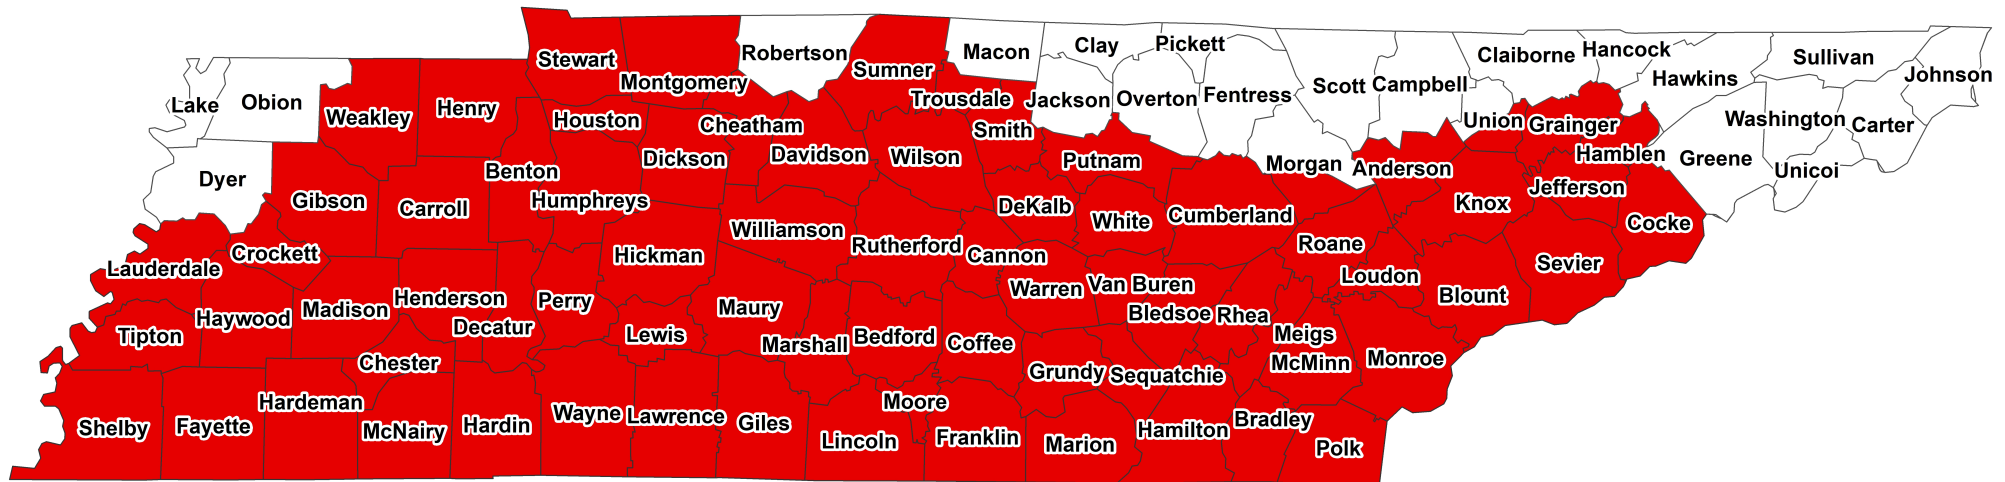 Robertson
Macon
Clay
Pickett
Claiborne
Hancock
Sullivan
Stewart
Montgomery
Sumner
Scott
Campbell
Hawkins
Johnson
Lake
Obion
Weakley
Henry
Houston
Cheatham
Trousdale
Jackson
Overton
Fentress
Union
Grainger
Washington
Carter
Dickson
Davidson
Wilson
Smith
Putnam
Morgan
Anderson
Hamblen
Greene
Unicoi
Dyer
Gibson
Carroll
Benton
Humphreys
DeKalb
White
Cumberland
Knox
Jefferson
Cocke
Crockett
Hickman
Williamson
Rutherford
Cannon
Roane
Loudon
Sevier
Lauderdale
Madison
Henderson
Perry
Maury
Warren
Van Buren
Blount
Tipton
Haywood
Decatur
Lewis
Marshall
Bedford
Coffee
Bledsoe
Rhea
Meigs
McMinn
Monroe
Chester
Grundy
Sequatchie
Shelby
Fayette
Hardeman
McNairy
Hardin
Wayne
Lawrence
Giles
Lincoln
Moore
Franklin
Marion
Hamilton
Bradley
Polk